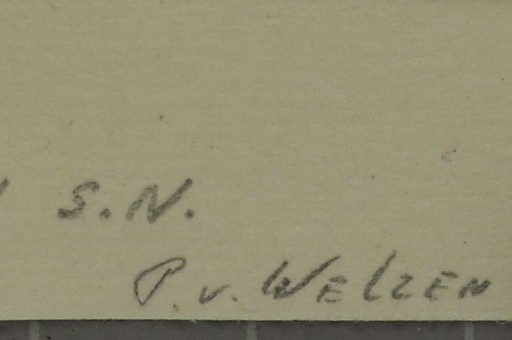 S.N.
P. v. WELZEN